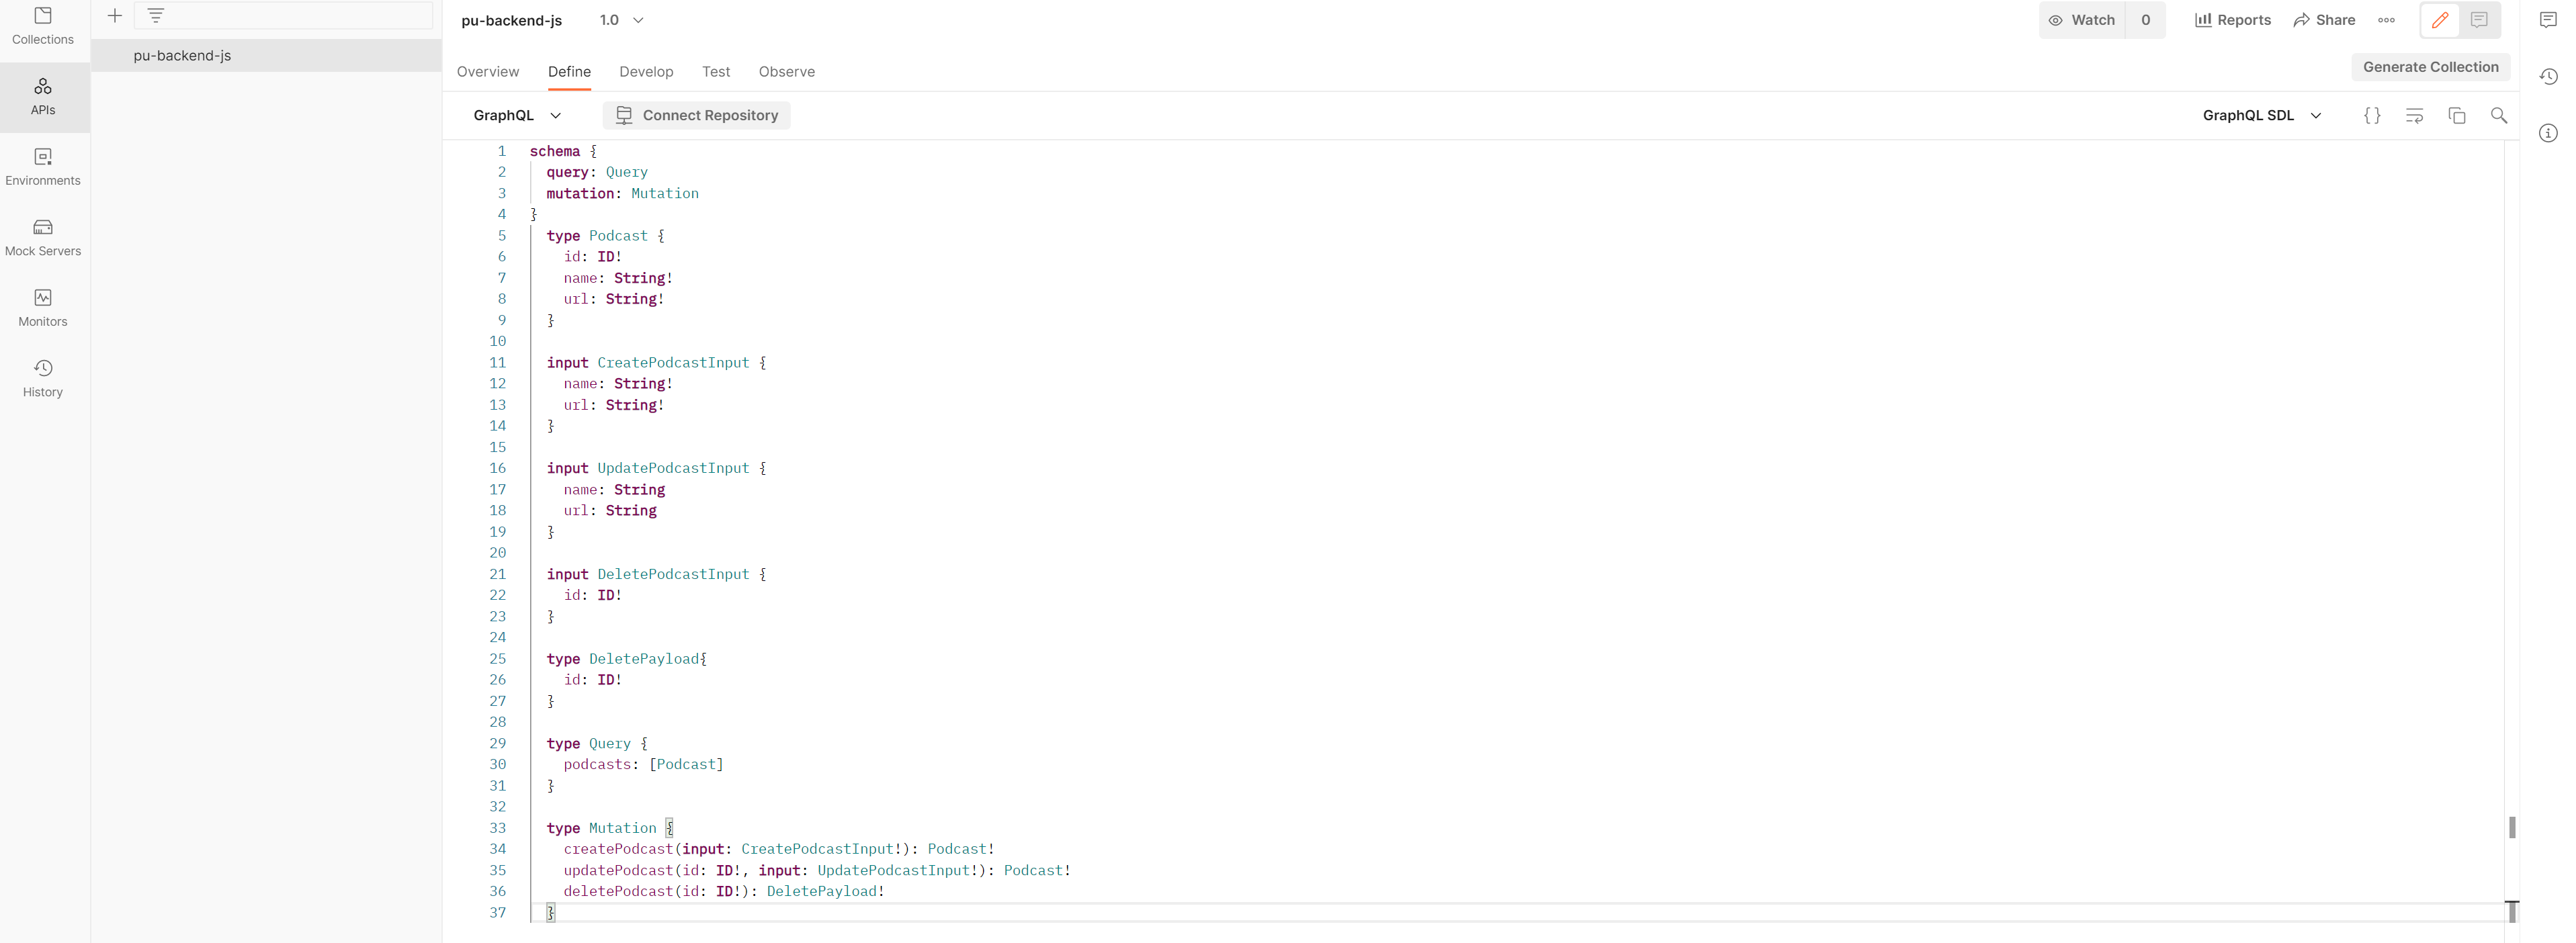 Collections
APIs
Environments
Mock Servers
Monitors
History
pu-backend-js
pu-backend-js 1.0
Watch 0 Reports Share
Overview Define Develop Test Observe
Generate Collection
GraphQL Connect Repository GraphQL SDL
1 schema {
2   query: Query
3   mutation: Mutation
4 }
5   type Podcast {
6     id: ID!
7     name: String!
8     url: String!
9   }
10
11   input CreatePodcastInput {
12     name: String!
13     url: String!
14   }
15
16   input UpdatePodcastInput {
17     name: String
18     url: String
19   }
20
21   input DeletePodcastInput {
22     id: ID!
23   }
24
25   type DeletePayload{
26     id: ID!
27   }
28
29   type Query {
30     podcasts: [Podcast]
31   }
32
33   type Mutation {
34     createPodcast(input: CreatePodcastInput!): Podcast!
35     updatePodcast(id: ID!, input: UpdatePodcastInput!): Podcast!
36     deletePodcast(id: ID!): DeletePayload!
37   }